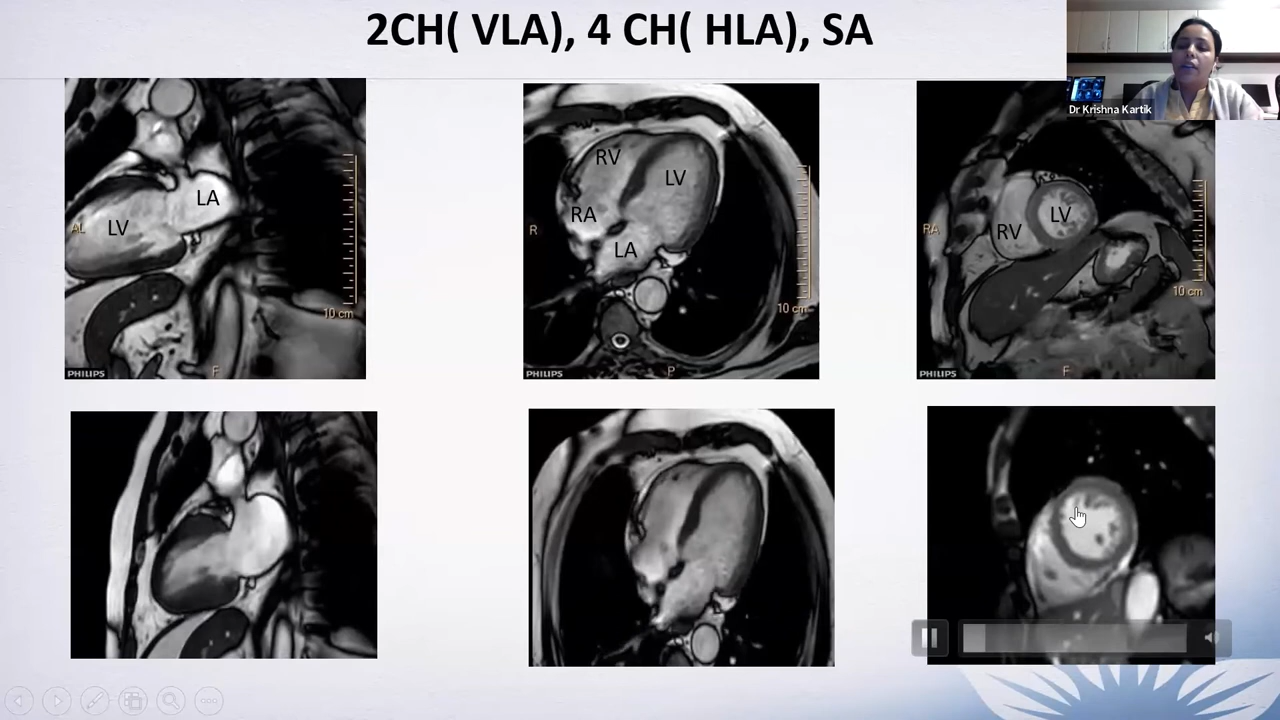 2CH( VLA), 4 CH( HLA), SA
Dr Krishna Kartik
LA
LV
AL
10 cm
F
PHILIPS
RV
LV
RA
R
LA
10 cm
P
PHILIPS
LV
RA
RV
10 cm
F
PHILIPS